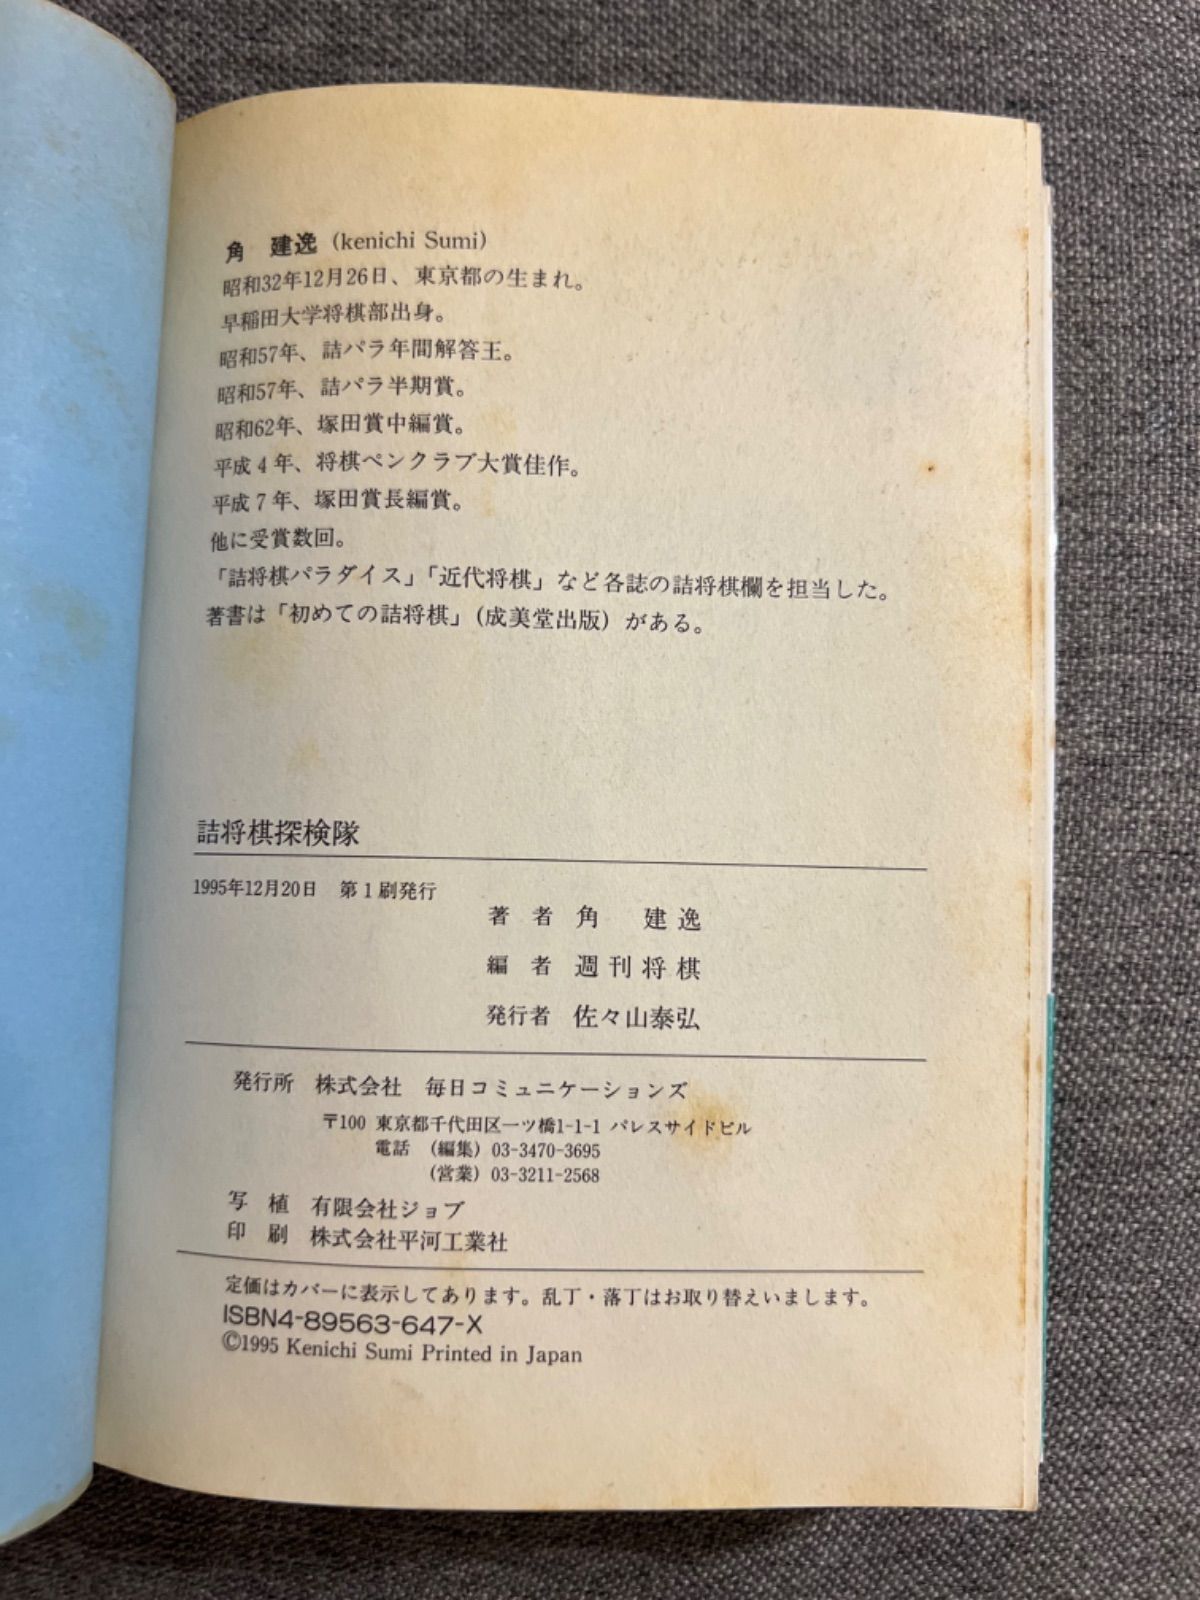 角　建逸 (kenichi Sumi)
昭和32年12月26日、東京都の生まれ。
早稲田大学将棋部出身。
昭和57年、詰パラ年間解答王。
昭和57年、詰パラ半期賞。
昭和62年、塚田賞中編賞。
平成4年、将棋ペンクラブ大賞佳作。
平成7年、塚田賞長編賞。
他に受賞数回。
「詰将棋パラダイス」「近代将棋」など各誌の詰将棋欄を担当した。
著書は「初めての詰将棋」(成美堂出版) がある。
詰将棋探検隊
1995年12月20日　第1刷発行
著　者　角　建逸
編　者　週刊将棋
発行者　佐々山泰弘
発行所　株式会社　毎日コミュニケーションズ
〒100 東京都千代田区一ツ橋1-1-1 パレスサイドビル
電話　(編集) 03-3470-3695
(営業) 03-3211-2568
写　植　有限会社ジョブ
印　刷　株式会社平河工業社
定価はカバーに表示してあります。乱丁・落丁はお取り替えいまします。
ISBN4-89563-647-X
©1995 Kenichi Sumi Printed in Japan